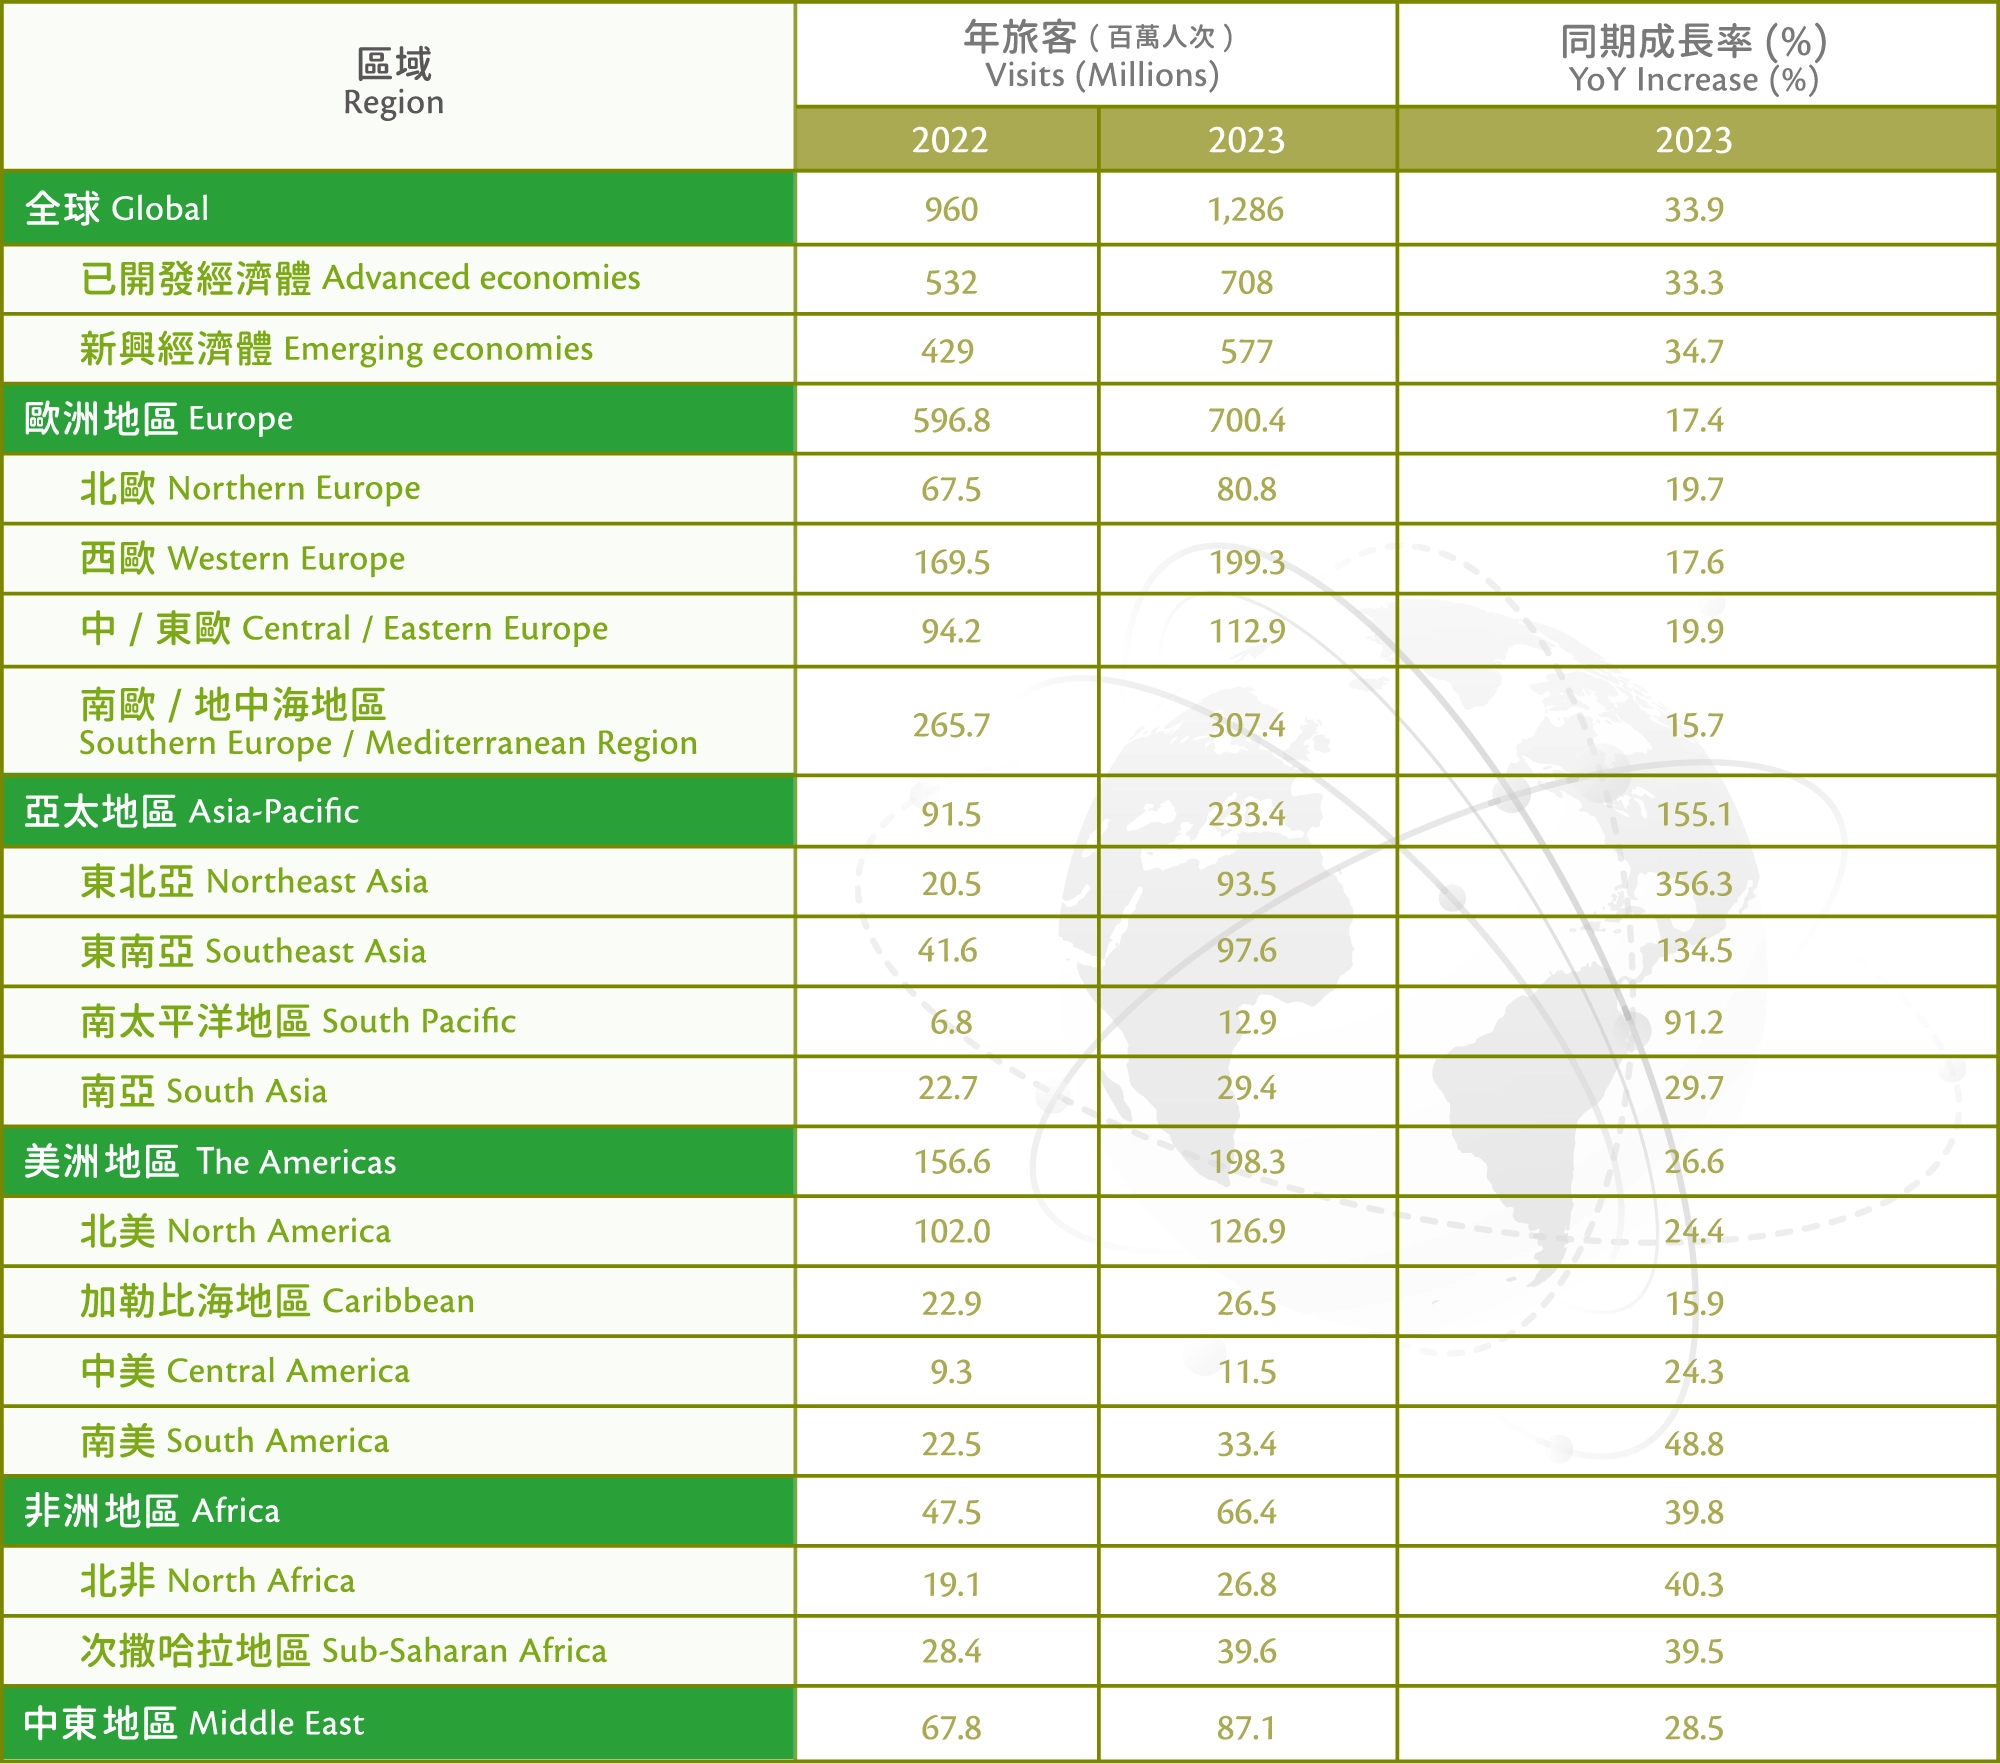 區域
Region
年旅客 ( 百萬人次 )
Visits (Millions)
同期成長率 (%)
YoY Increase (%)
2022 2023 2023
全球 Global 960 1,286 33.9
已開發經濟體 Advanced economies 532 708 33.3
新興經濟體 Emerging economies 429 577 34.7
歐洲地區 Europe 596.8 700.4 17.4
北歐 Northern Europe 67.5 80.8 19.7
西歐 Western Europe 169.5 199.3 17.6
中 / 東歐 Central / Eastern Europe 94.2 112.9 19.9
南歐 / 地中海地區
Southern Europe / Mediterranean Region 265.7 307.4 15.7
亞太地區 Asia-Pacific 91.5 233.4 155.1
東北亞 Northeast Asia 20.5 93.5 356.3
東南亞 Southeast Asia 41.6 97.6 134.5
南太平洋地區 South Pacific 6.8 12.9 91.2
南亞 South Asia 22.7 29.4 29.7
美洲地區 The Americas 156.6 198.3 26.6
北美 North America 102.0 126.9 24.4
加勒比海地區 Caribbean 22.9 26.5 15.9
中美 Central America 9.3 11.5 24.3
南美 South America 22.5 33.4 48.8
非洲地區 Africa 47.5 66.4 39.8
北非 North Africa 19.1 26.8 40.3
次撒哈拉地區 Sub-Saharan Africa 28.4 39.6 39.5
中東地區 Middle East 67.8 87.1 28.5